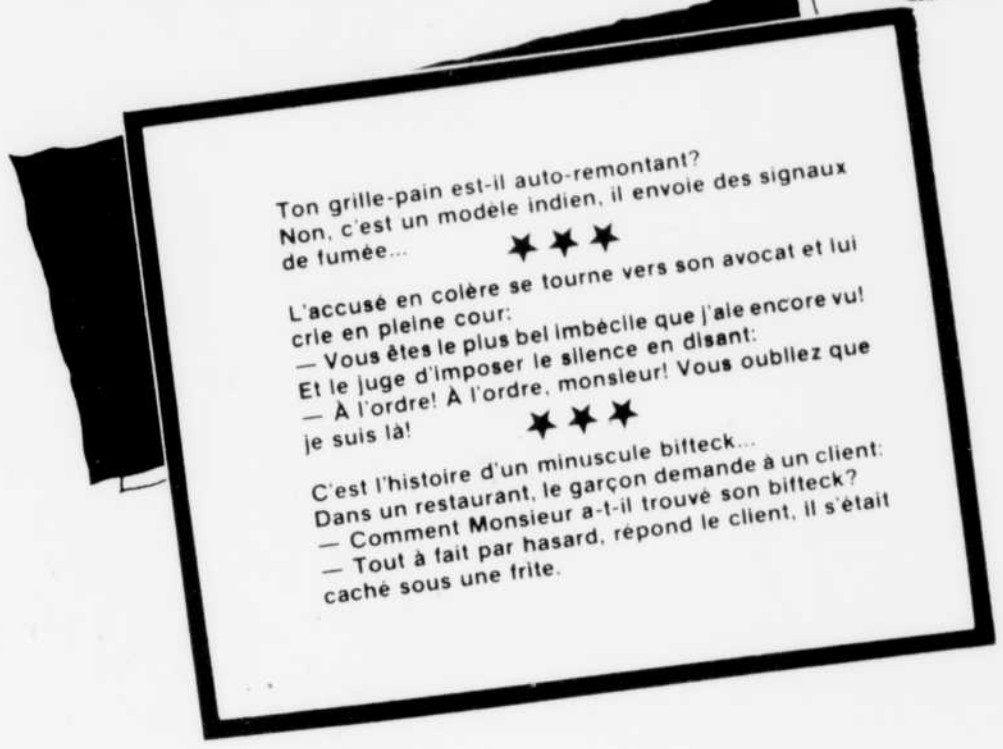 Ton grille-pain est-il auto-remontant?
Non, c'est un modèle indien, il envoie des signaux
de fumée...
★ ★ ★
L'accusé en colère se tourne vers son avocat et lui
crie en pleine cour:
— Vous êtes le plus bel imbécile que j'aie encore vu!
Et le juge d'imposer le silence en disant:
— À l'ordre! À l'ordre, monsieur! Vous oubliez que
je suis là!
★ ★ ★
C'est l'histoire d'un minuscule bifteck...
Dans un restaurant, le garçon demande à un client:
— Comment Monsieur a-t-il trouvé son bifteck?
— Tout à fait par hasard, répond le client, il s'était
caché sous une frite.